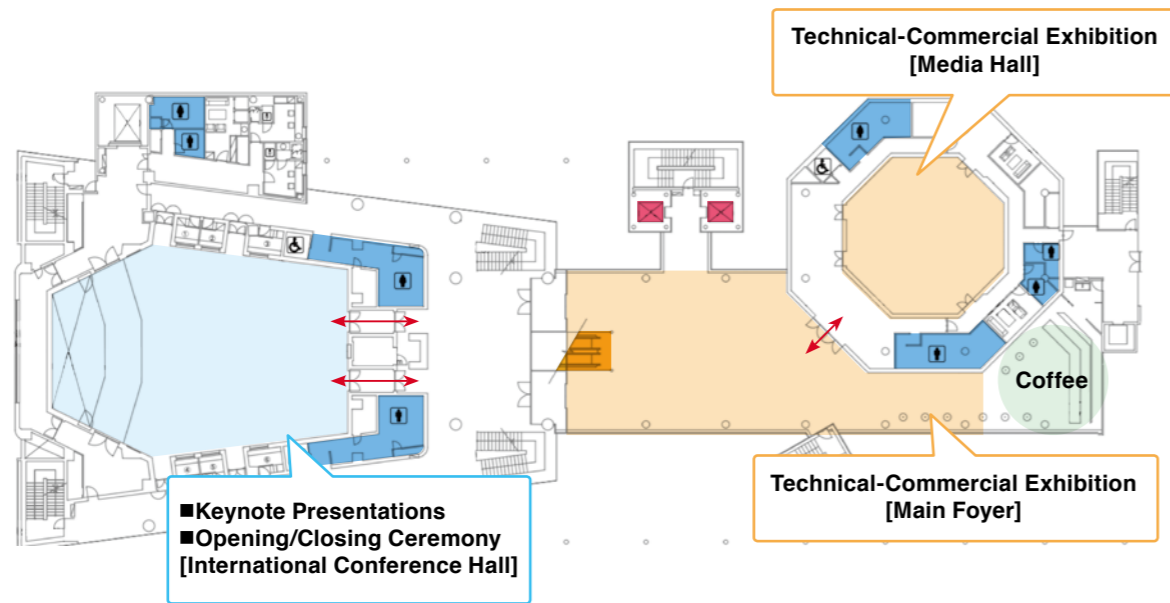 Technical-Commercial Exhibition
[Media Hall]
Coffee
Technical-Commercial Exhibition
[Main Foyer]
■Keynote Presentations
■Opening/Closing Ceremony
[International Conference Hall]